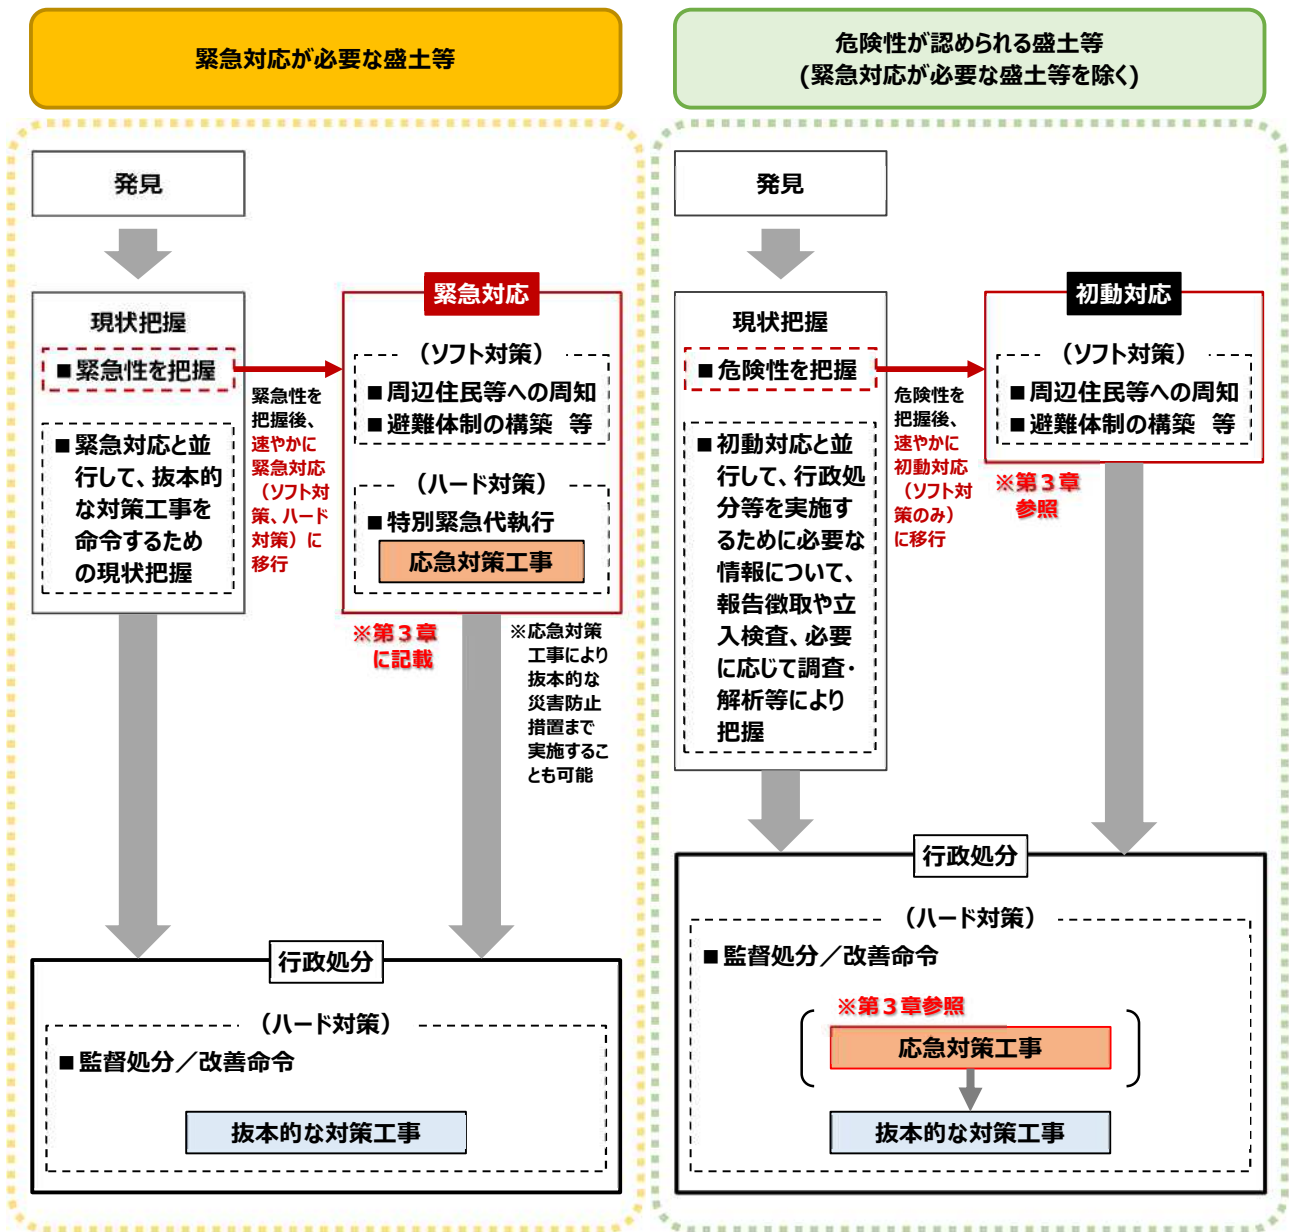 緊急対応が必要な盛土等
発見
現状把握
■緊急性を把握
■緊急対応と並
行して、抜本的
な対策工事を
命令するため
の現状把握
緊急性を
把握後、
速やかに
緊急対応
（ソフト対
策、ハード
対策）に
移行
緊急対応
（ソフト対策）
■周辺住民等への周知
■避難体制の構築 等
（ハード対策）
■特別緊急代執行
応急対策工事
※第３章
に記載
※応急対策
工事により
抜本的な
災害防止
措置まで
実施するこ
とも可能
行政処分
（ハード対策）
■監督処分／改善命令
抜本的な対策工事
危険性が認められる盛土等
(緊急対応が必要な盛土等を除く)
発見
現状把握
■危険性を把握
■初動対応と並
行して、行政処
分等を実施す
るために必要な
情報について、
報告徴取や立
入検査、必要
に応じて調査・
解析等により
把握
危険性を
把握後、
速やかに
初動対応
（ソフト対
策のみ）
に移行
初動対応
（ソフト対策）
■周辺住民等への周知
■避難体制の構築 等
※第３章
参照
行政処分
（ハード対策）
■監督処分／改善命令
※第３章参照
応急対策工事
抜本的な対策工事